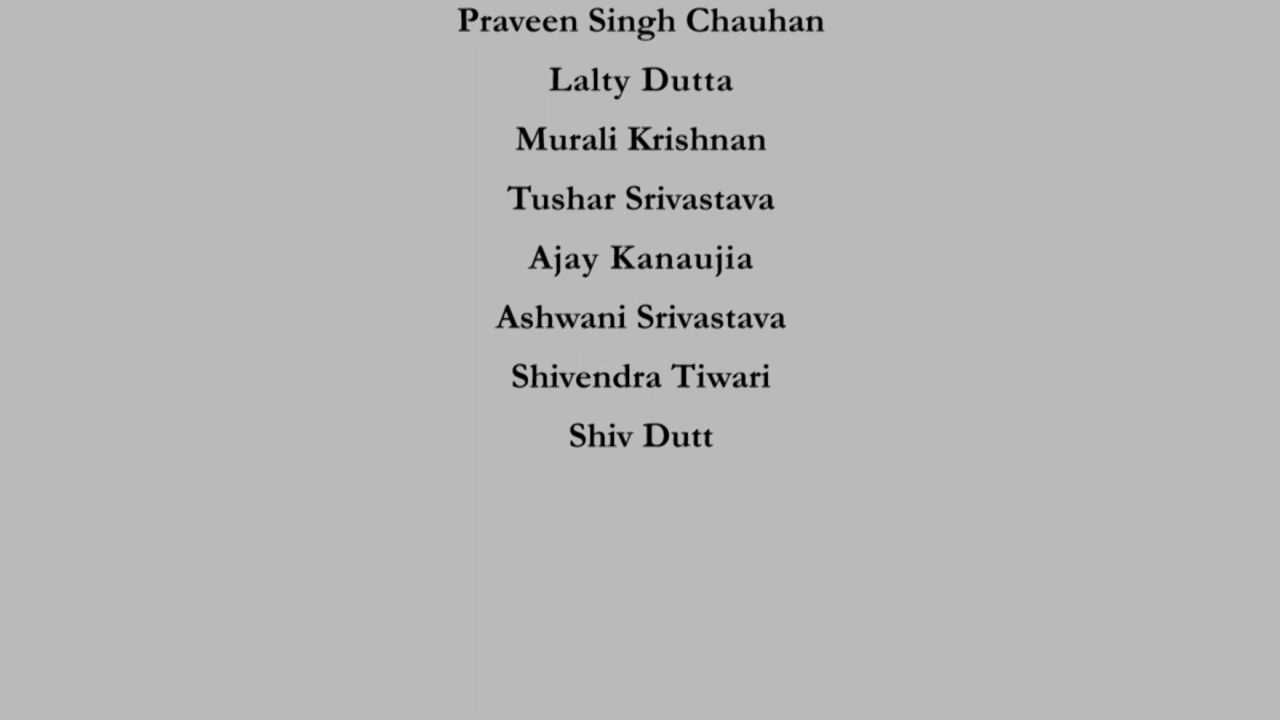 Praveen Singh Chauhan
Lalty Dutta
Murali Krishnan
Tushar Srivastava
Ajay Kanaujia
Ashwani Srivastava
Shivendra Tiwari
Shiv Dutt